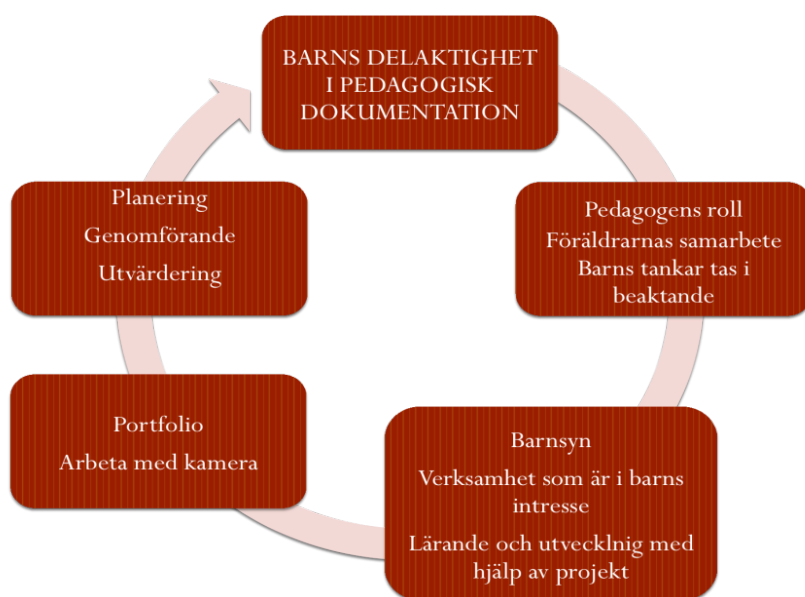 BARNS DELAKTIGHET
I PEDAGOGISK
DOKUMENTATION
Pedagogens roll
Föräldrarnas samarbete
Barns tankar tas i
beaktande
Barnsyn
Verksamhet som är i barns
intresse
Lärande och utvecklnig med
hjälp av projekt
Portfolio
Arbeta med kamera
Planering
Genomförande
Utvärdering